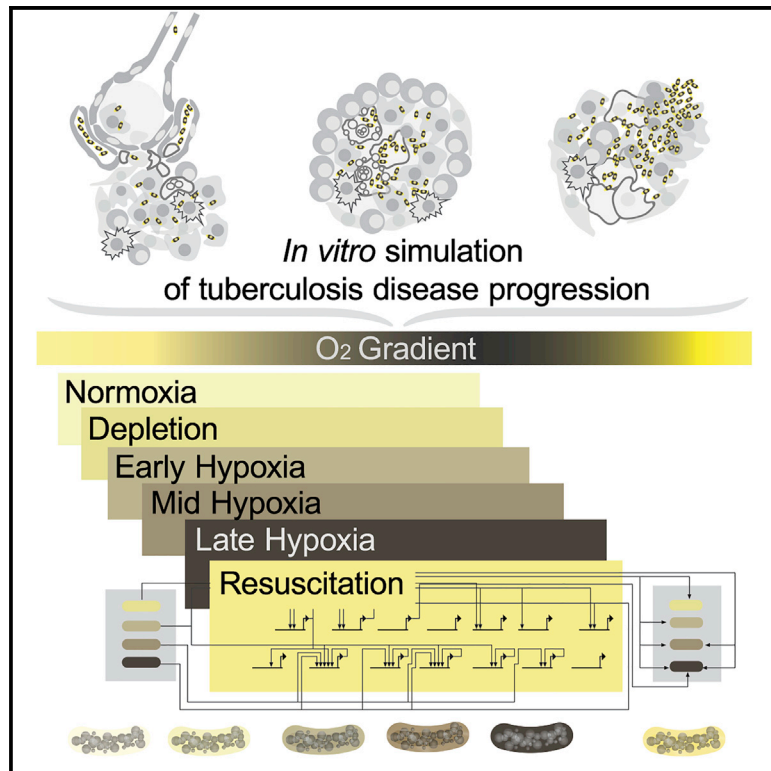 In vitro simulation
of tuberculosis disease progression
O2 Gradient
Normoxia
Depletion
Early Hypoxia
Mid Hypoxia
Late Hypoxia
Resuscitation